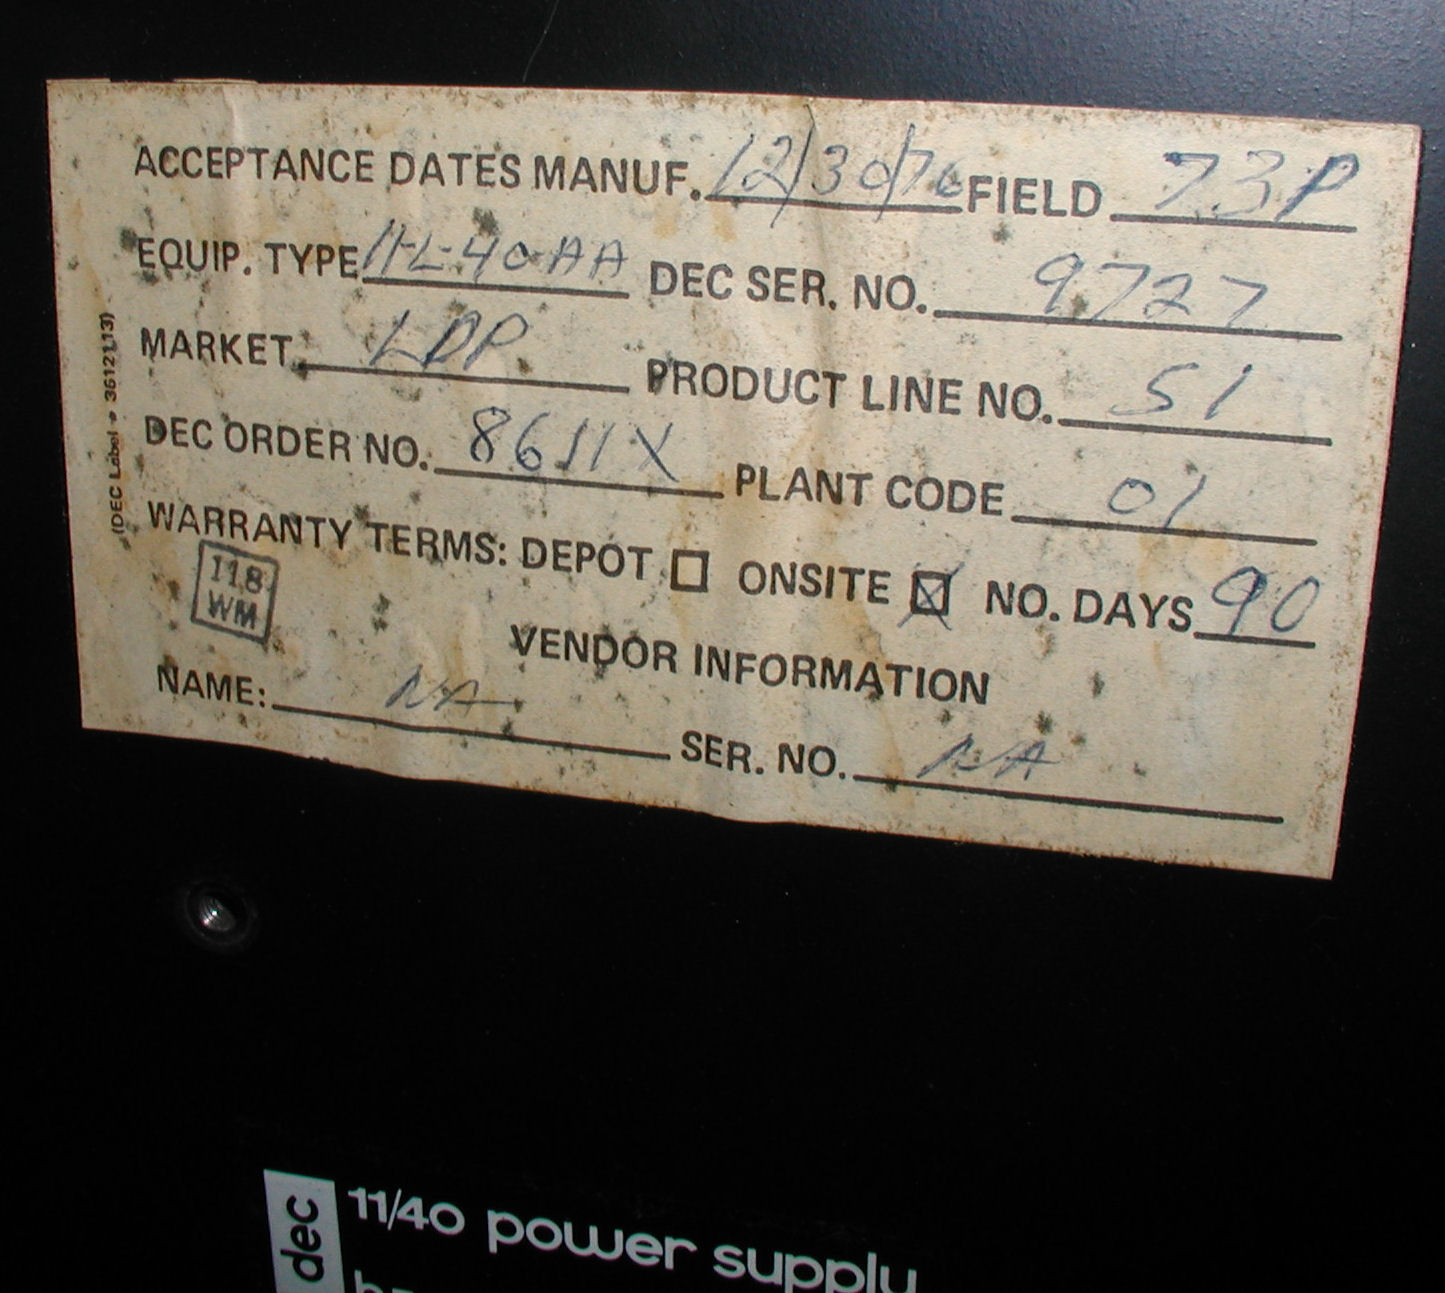 ACCEPTANCE DATES MANUF. 12/30/76 FIELD 73P
EQUIP. TYPE 11-L-40AA DEC SER. NO. 9727
MARKET LDP PRODUCT LINE NO. 51
DEC ORDER NO. 8611X PLANT CODE 01
WARRANTY TERMS: DEPOT ☐ ONSITE ☒ NO. DAYS 90
118
WM
VENDOR INFORMATION
NAME: NA SER. NO. NA
(DEC Label 3612113)
dec
11/40 power supply